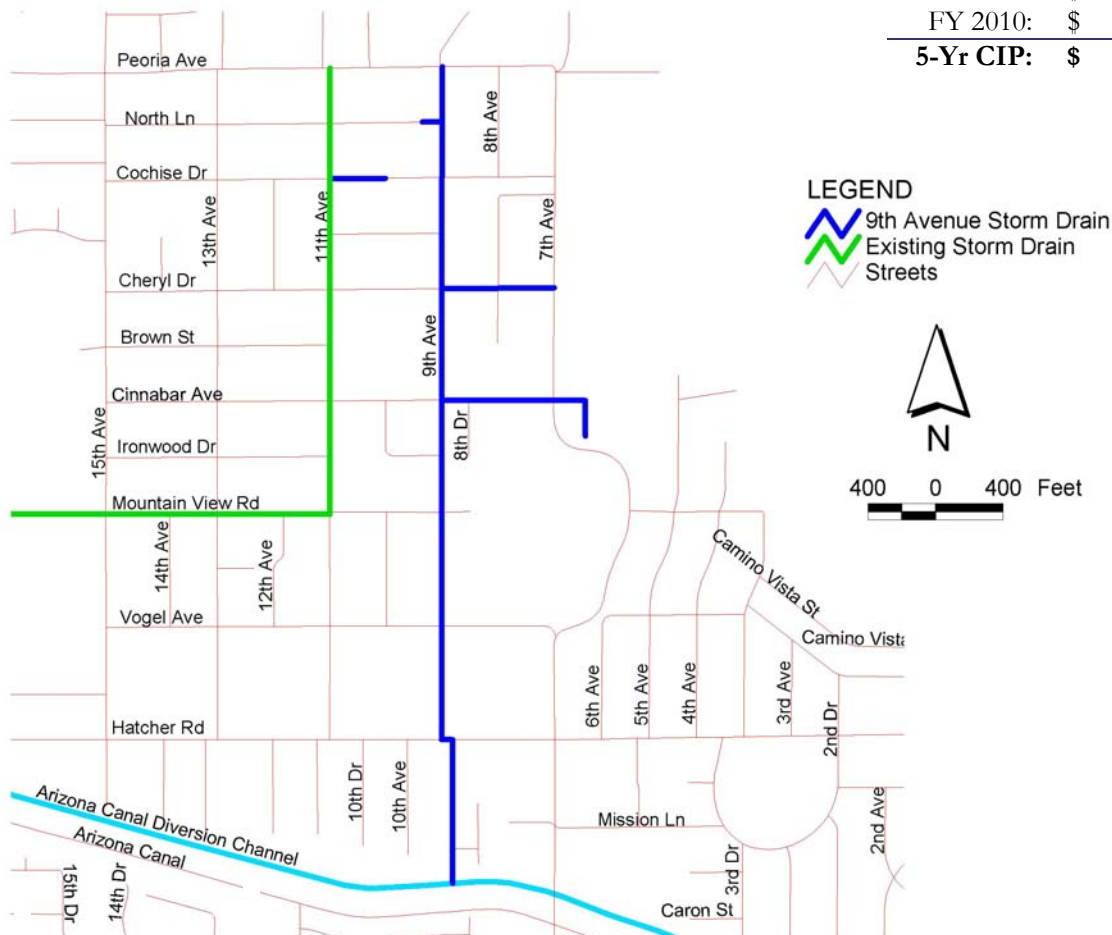 FY 2010: $
5-Yr CIP: $
Peoria Ave
North Ln
8th Ave
Cochise Dr
13th Ave
11th Ave
7th Ave
LEGEND
9th Avenue Storm Drain
Existing Storm Drain
Streets
Cheryl Dr
Brown St
9th Ave
Cinnabar Ave
15th Ave
Ironwood Dr
8th Dr
N
400 0 400 Feet
Mountain View Rd
14th Ave
12th Ave
Camino Vista St
Vogel Ave
Camino Vista
6th Ave
5th Ave
4th Ave
3rd Ave
2nd Dr
Hatcher Rd
10th Dr
10th Ave
Arizona Canal Diversion Channel
Arizona Canal
Mission Ln
2nd Ave
3rd Dr
15th Dr
14th Dr
Caron St